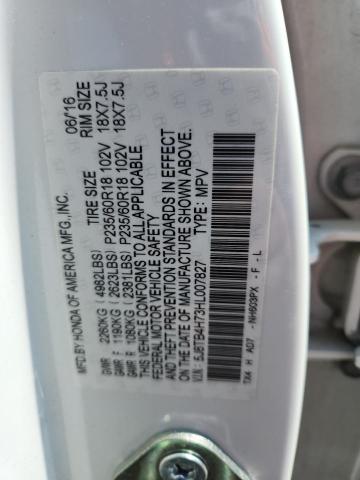 MFD. BY HONDA OF AMERICA MFG., INC. 06/16
TIRE SIZE RIM SIZE
GVWR 2260KG (4982LBS) P235/60R18 102V 18X7.5J
GAWR F 1190KG (2623LBS) P235/60R18 102V 18X7.5J
GAWR R 1080KG (2381LBS)
THIS VEHICLE CONFORMS TO ALL APPLICABLE
FEDERAL MOTOR VEHICLE SAFETY
AND THEFT PREVENTION STANDARDS IN EFFECT
ON THE DATE OF MANUFACTURE SHOWN ABOVE.
V.I.N.: 5J8TB4H73HL007827 TYPE: MPV
TX4 H AD7 -NH603PX -F -L